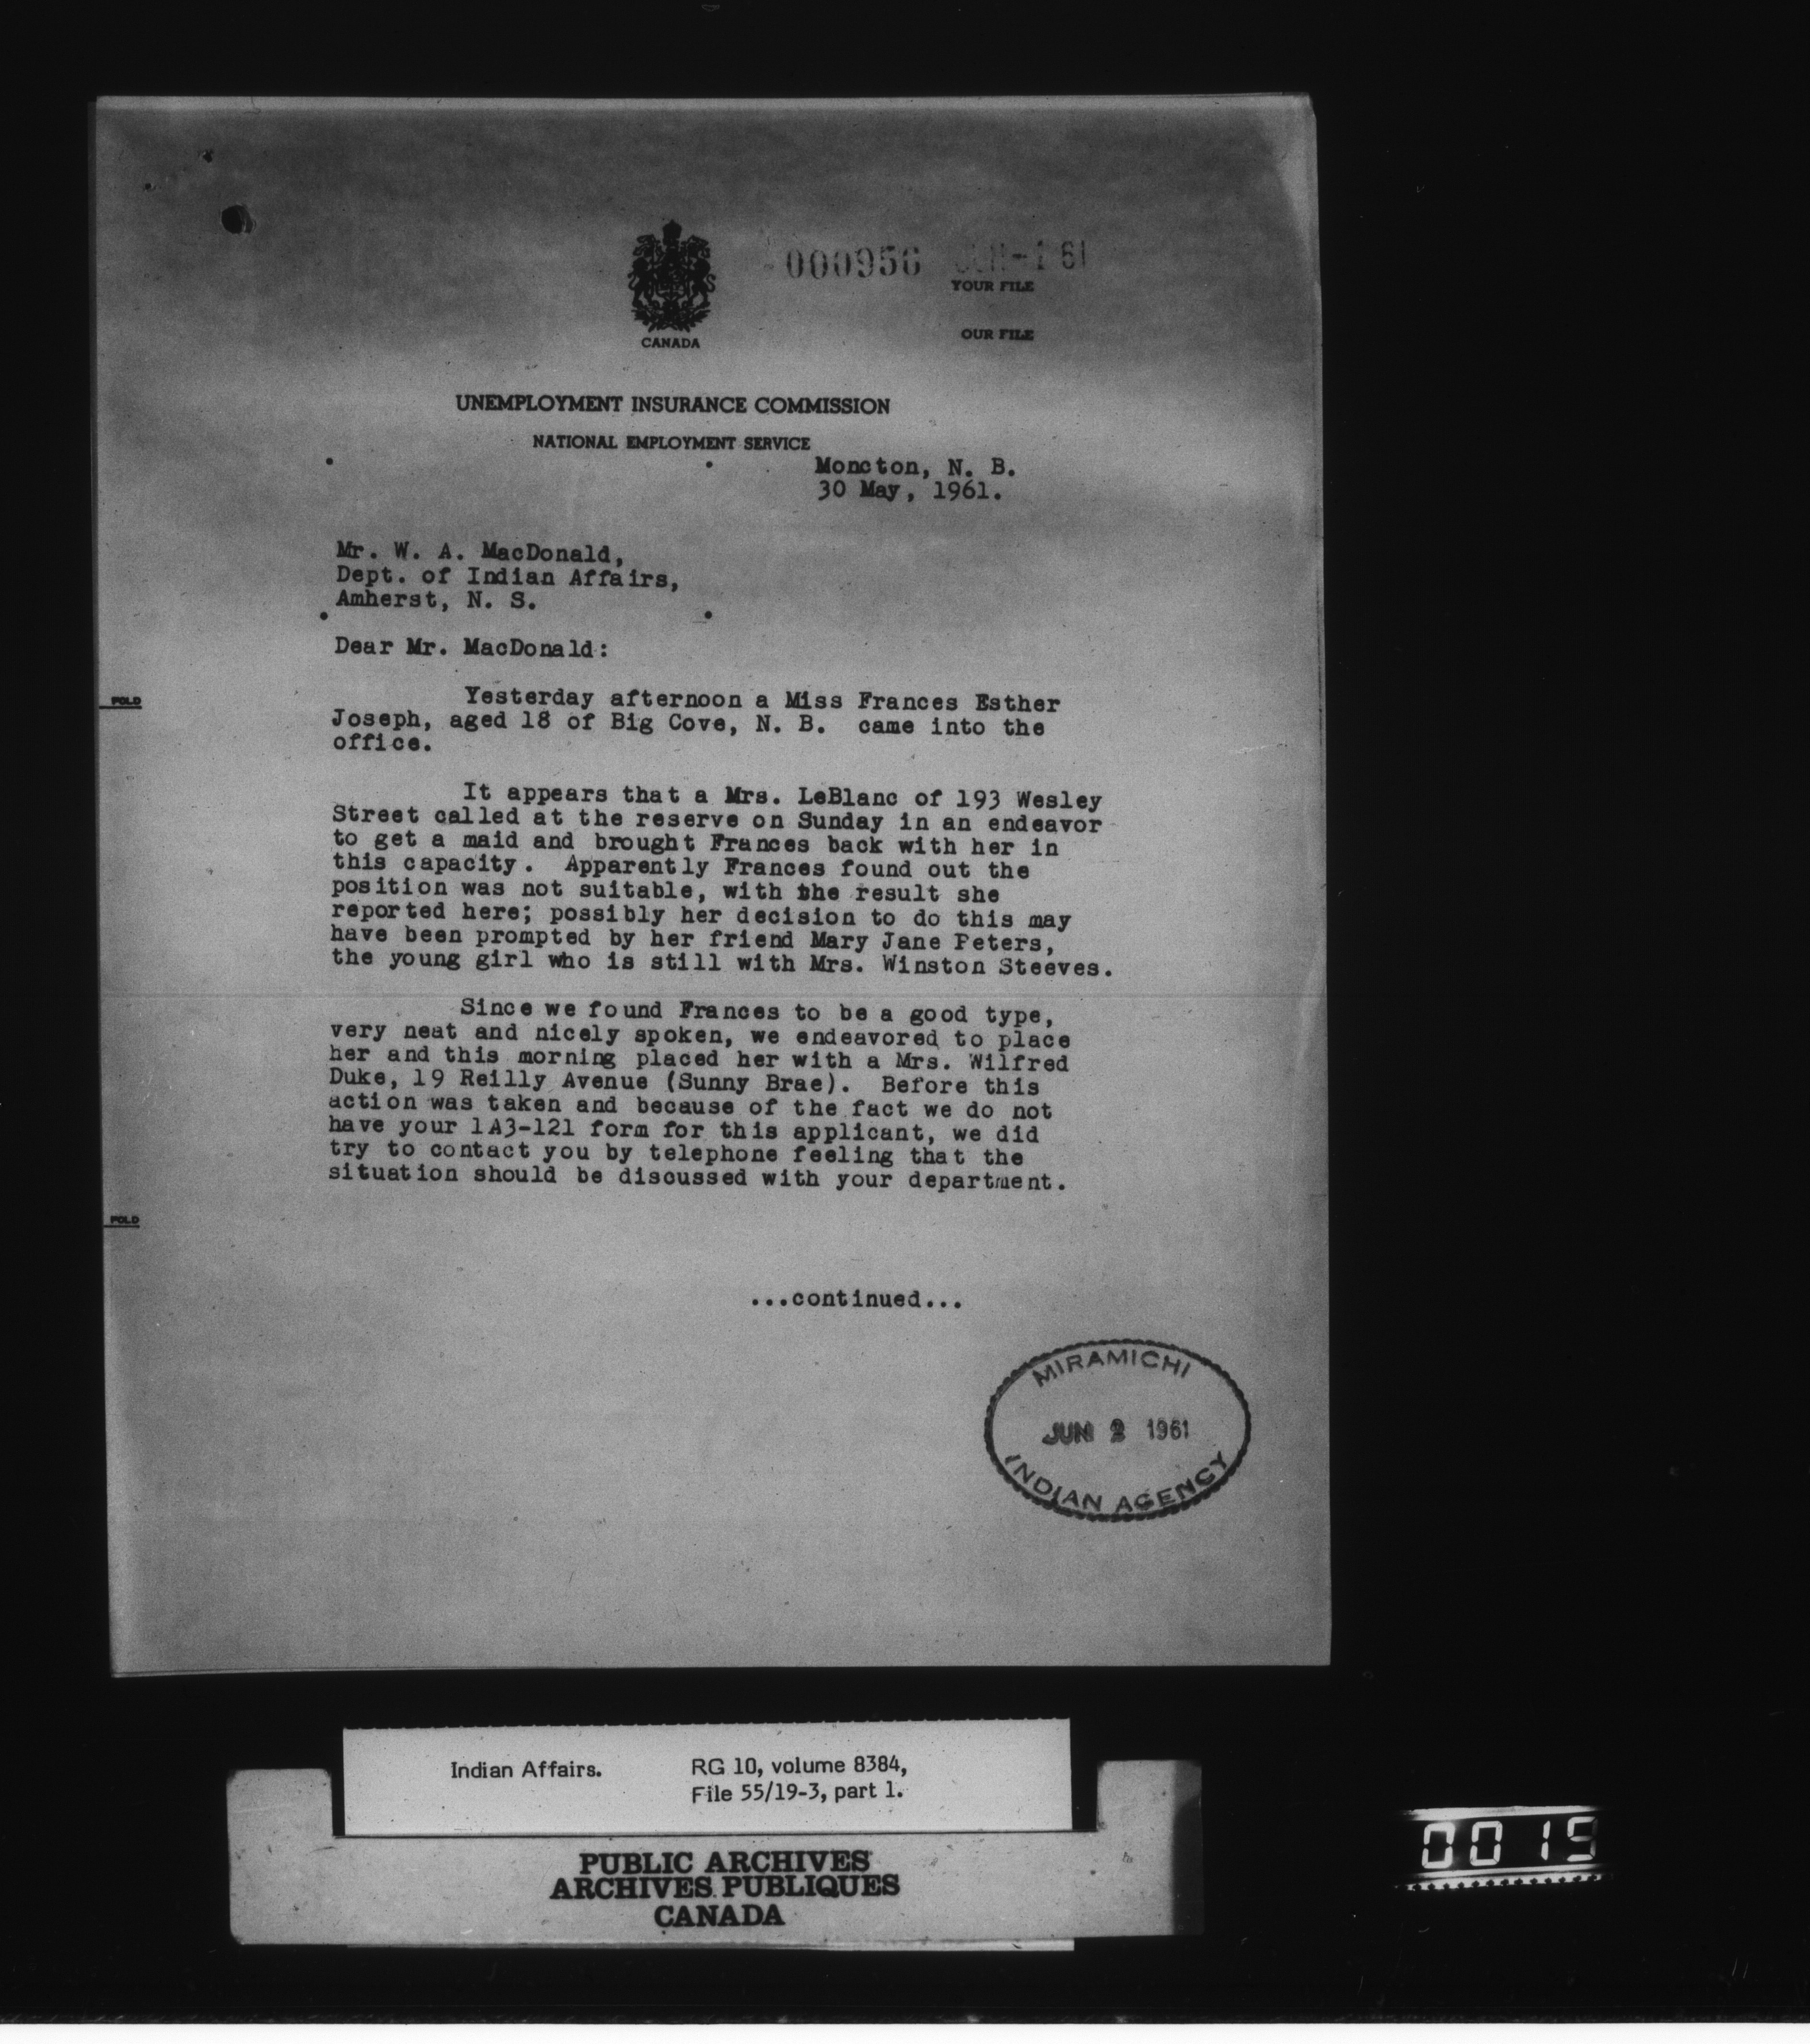 000956 JUN-1 61
YOUR FILE
OUR FILE
CANADA
UNEMPLOYMENT INSURANCE COMMISSION
NATIONAL EMPLOYMENT SERVICE
Moncton, N. B.
30 May, 1961.
Mr. W. A. MacDonald,
Dept. of Indian Affairs,
Amherst, N. S.
Dear Mr. MacDonald:
FOLD
Yesterday afternoon a Miss Frances Esther
Joseph, aged 18 of Big Cove, N. B. came into the
office.
It appears that a Mrs. LeBlanc of 193 Wesley
Street called at the reserve on Sunday in an endeavor
to get a maid and brought Frances back with her in
this capacity. Apparently Frances found out the
position was not suitable, with the result she
reported here; possibly her decision to do this may
have been prompted by her friend Mary Jane Peters,
the young girl who is still with Mrs. Winston Steeves.
Since we found Frances to be a good type,
very neat and nicely spoken, we endeavored to place
her and this morning placed her with a Mrs. Wilfred
Duke, 19 Reilly Avenue (Sunny Brae). Before this
action was taken and because of the fact we do not
have your 1A3-121 form for this applicant, we did
try to contact you by telephone feeling that the
situation should be discussed with your department.
FOLD
...continued...
MIRAMICHI
JUN 2 1961
INDIAN AGENCY
Indian Affairs. RG 10, volume 8384,
File 55/19-3, part 1.
PUBLIC ARCHIVES
ARCHIVES PUBLIQUES
CANADA
0015